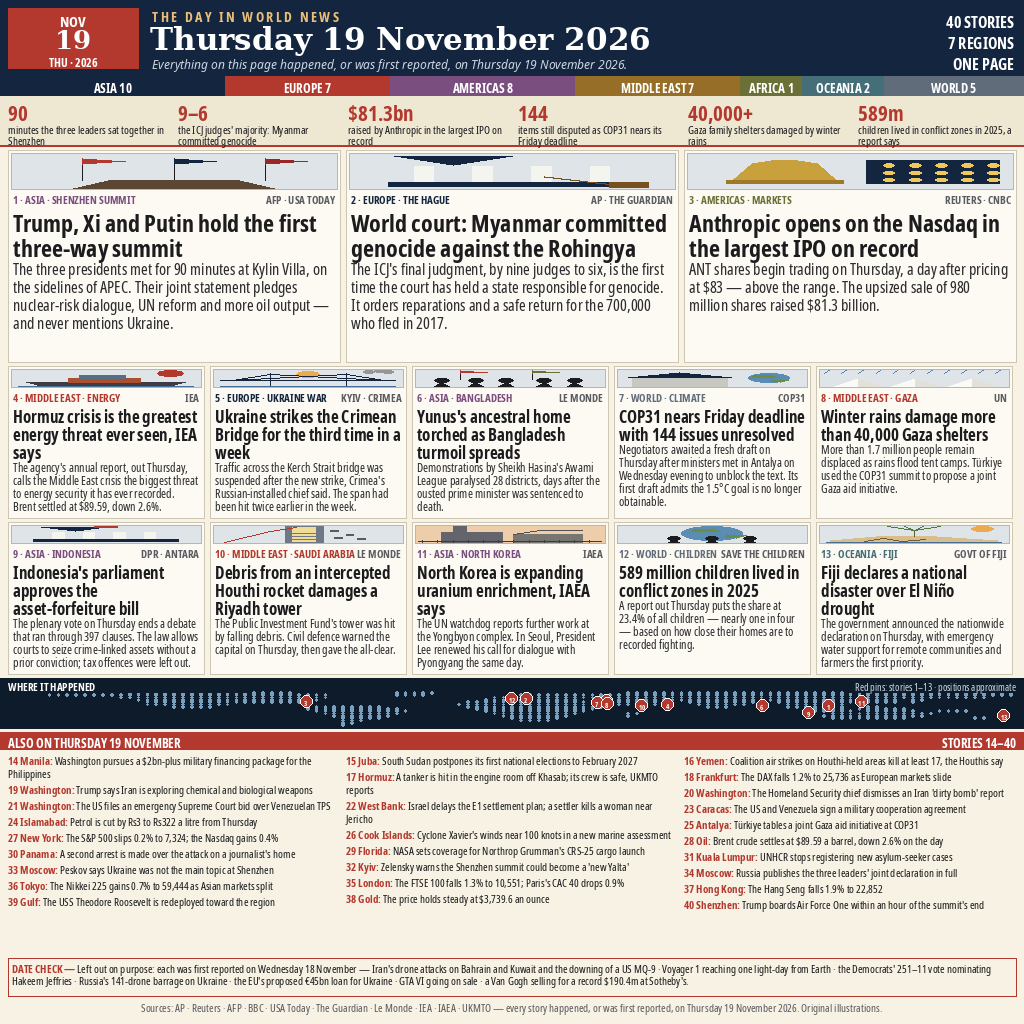 NOV
19
THU · 2026
THE DAY IN WORLD NEWS
Thursday 19 November 2026
Everything on this page happened, or was first reported, on Thursday 19 November 2026.
40 STORIES
7 REGIONS
ONE PAGE
ASIA 10
EUROPE 7
AMERICAS 8
MIDDLE EAST 7
AFRICA 1
OCEANIA 2
WORLD 5
90
minutes the three leaders sat together in
Shenzhen
9–6
the ICJ judges' majority: Myanmar
committed genocide
$81.3bn
raised by Anthropic in the largest IPO on
record
144
items still disputed as COP31 nears its
Friday deadline
40,000+
Gaza family shelters damaged by winter
rains
589m
children lived in conflict zones in 2025, a
report says
1 · ASIA · SHENZHEN SUMMIT
AFP · USA TODAY
Trump, Xi and Putin hold the first
three-way summit
The three presidents met for 90 minutes at Kylin Villa, on
the sidelines of APEC. Their joint statement pledges
nuclear-risk dialogue, UN reform and more oil output —
and never mentions Ukraine.
2 · EUROPE · THE HAGUE
AP · THE GUARDIAN
World court: Myanmar committed
genocide against the Rohingya
The ICJ's final judgment, by nine judges to six, is the first
time the court has held a state responsible for genocide.
It orders reparations and a safe return for the 700,000
who fled in 2017.
3 · AMERICAS · MARKETS
REUTERS · CNBC
Anthropic opens on the Nasdaq in
the largest IPO on record
ANT shares begin trading on Thursday, a day after pricing
at $83 — above the range. The upsized sale of 980
million shares raised $81.3 billion.
4 · MIDDLE EAST · ENERGY
IEA
Hormuz crisis is the greatest
energy threat ever seen, IEA
says
The agency's annual report, out Thursday,
calls the Middle East crisis the biggest threat
to energy security it has ever recorded.
Brent settled at $89.59, down 2.6%.
5 · EUROPE · UKRAINE WAR
KYIV · CRIMEA
Ukraine strikes the Crimean
Bridge for the third time in a
week
Traffic across the Kerch Strait bridge was
suspended after the new strike, Crimea's
Russian-installed chief said. The span had
been hit twice earlier in the week.
6 · ASIA · BANGLADESH
LE MONDE
Yunus's ancestral home
torched as Bangladesh
turmoil spreads
Demonstrations by Sheikh Hasina's Awami
League paralysed 28 districts, days after the
ousted prime minister was sentenced to
death.
7 · WORLD · CLIMATE
COP31
COP31 nears Friday deadline
with 144 issues unresolved
Negotiators awaited a fresh draft on
Thursday after ministers met in Antalya on
Wednesday evening to unblock the text. Its
first draft admits the 1.5°C goal is no longer
obtainable.
8 · MIDDLE EAST · GAZA
UN
Winter rains damage more
than 40,000 Gaza shelters
More than 1.7 million people remain
displaced as rains flood tent camps. Türkiye
used the COP31 summit to propose a joint
Gaza aid initiative.
9 · ASIA · INDONESIA
DPR · ANTARA
Indonesia's parliament
approves the
asset-forfeiture bill
The plenary vote on Thursday ends a debate
that ran through 397 clauses. The law allows
courts to seize crime-linked assets without a
prior conviction; tax offences were left out.
10 · MIDDLE EAST · SAUDI ARABIA
LE MONDE
Debris from an intercepted
Houthi rocket damages a
Riyadh tower
The Public Investment Fund's tower was hit
by falling debris. Civil defence warned the
capital on Thursday, then gave the all-clear.
11 · ASIA · NORTH KOREA
IAEA
North Korea is expanding
uranium enrichment, IAEA
says
The UN watchdog reports further work at
the Yongbyon complex. In Seoul, President
Lee renewed his call for dialogue with
Pyongyang the same day.
12 · WORLD · CHILDREN
SAVE THE CHILDREN
589 million children lived in
conflict zones in 2025
A report out Thursday puts the share at
23.4% of all children — nearly one in four
— based on how close their homes are to
recorded fighting.
13 · OCEANIA · FIJI
GOVT OF FIJI
Fiji declares a national
disaster over El Niño
drought
The government announced the nationwide
declaration on Thursday, with emergency
water support for remote communities and
farmers the first priority.
WHERE IT HAPPENED
Red pins: stories 1–13 · positions approximate
3
12
2
7
8
10
4
6
9
1
11
13
ALSO ON THURSDAY 19 NOVEMBER
STORIES 14–40
14 Manila: Washington pursues a $2bn-plus military financing package for the
Philippines
19 Washington: Trump says Iran is exploring chemical and biological weapons
21 Washington: The US files an emergency Supreme Court bid over Venezuelan TPS
24 Islamabad: Petrol is cut by Rs3 to Rs322 a litre from Thursday
27 New York: The S&P 500 slips 0.2% to 7,324; the Nasdaq gains 0.4%
30 Panama: A second arrest is made over the attack on a journalist's home
33 Moscow: Peskov says Ukraine was not the main topic at Shenzhen
36 Tokyo: The Nikkei 225 gains 0.7% to 59,444 as Asian markets split
39 Gulf: The USS Theodore Roosevelt is redeployed toward the region
15 Juba: South Sudan postpones its first national elections to February 2027
17 Hormuz: A tanker is hit in the engine room off Khasab; its crew is safe, UKMTO
reports
22 West Bank: Israel delays the E1 settlement plan; a settler kills a woman near
Jericho
26 Cook Islands: Cyclone Xavier's winds near 100 knots in a new marine assessment
29 Florida: NASA sets coverage for Northrop Grumman's CRS-25 cargo launch
32 Kyiv: Zelensky warns the Shenzhen summit could become a 'new Yalta'
35 London: The FTSE 100 falls 1.3% to 10,551; Paris's CAC 40 drops 0.9%
38 Gold: The price holds steady at $3,739.6 an ounce
16 Yemen: Coalition air strikes on Houthi-held areas kill at least 17, the Houthis say
18 Frankfurt: The DAX falls 1.2% to 25,736 as European markets slide
20 Washington: The Homeland Security chief dismisses an Iran 'dirty bomb' report
23 Caracas: The US and Venezuela sign a military cooperation agreement
25 Antalya: Türkiye tables a joint Gaza aid initiative at COP31
28 Oil: Brent crude settles at $89.59 a barrel, down 2.6% on the day
31 Kuala Lumpur: UNHCR stops registering new asylum-seeker cases
34 Moscow: Russia publishes the three leaders' joint declaration in full
37 Hong Kong: The Hang Seng falls 1.9% to 22,852
40 Shenzhen: Trump boards Air Force One within an hour of the summit's end
DATE CHECK — Left out on purpose: each was first reported on Wednesday 18 November — Iran's drone attacks on Bahrain and Kuwait and the downing of a US MQ-9 · Voyager 1 reaching one light-day from Earth · the Democrats' 251–11 vote nominating
Hakeem Jeffries · Russia's 141-drone barrage on Ukraine · the EU's proposed €45bn loan for Ukraine · GTA VI going on sale · a Van Gogh selling for a record $190.4m at Sotheby's.
Sources: AP · Reuters · AFP · BBC · USA Today · The Guardian · Le Monde · IEA · IAEA · UKMTO — every story happened, or was first reported, on Thursday 19 November 2026. Original illustrations.